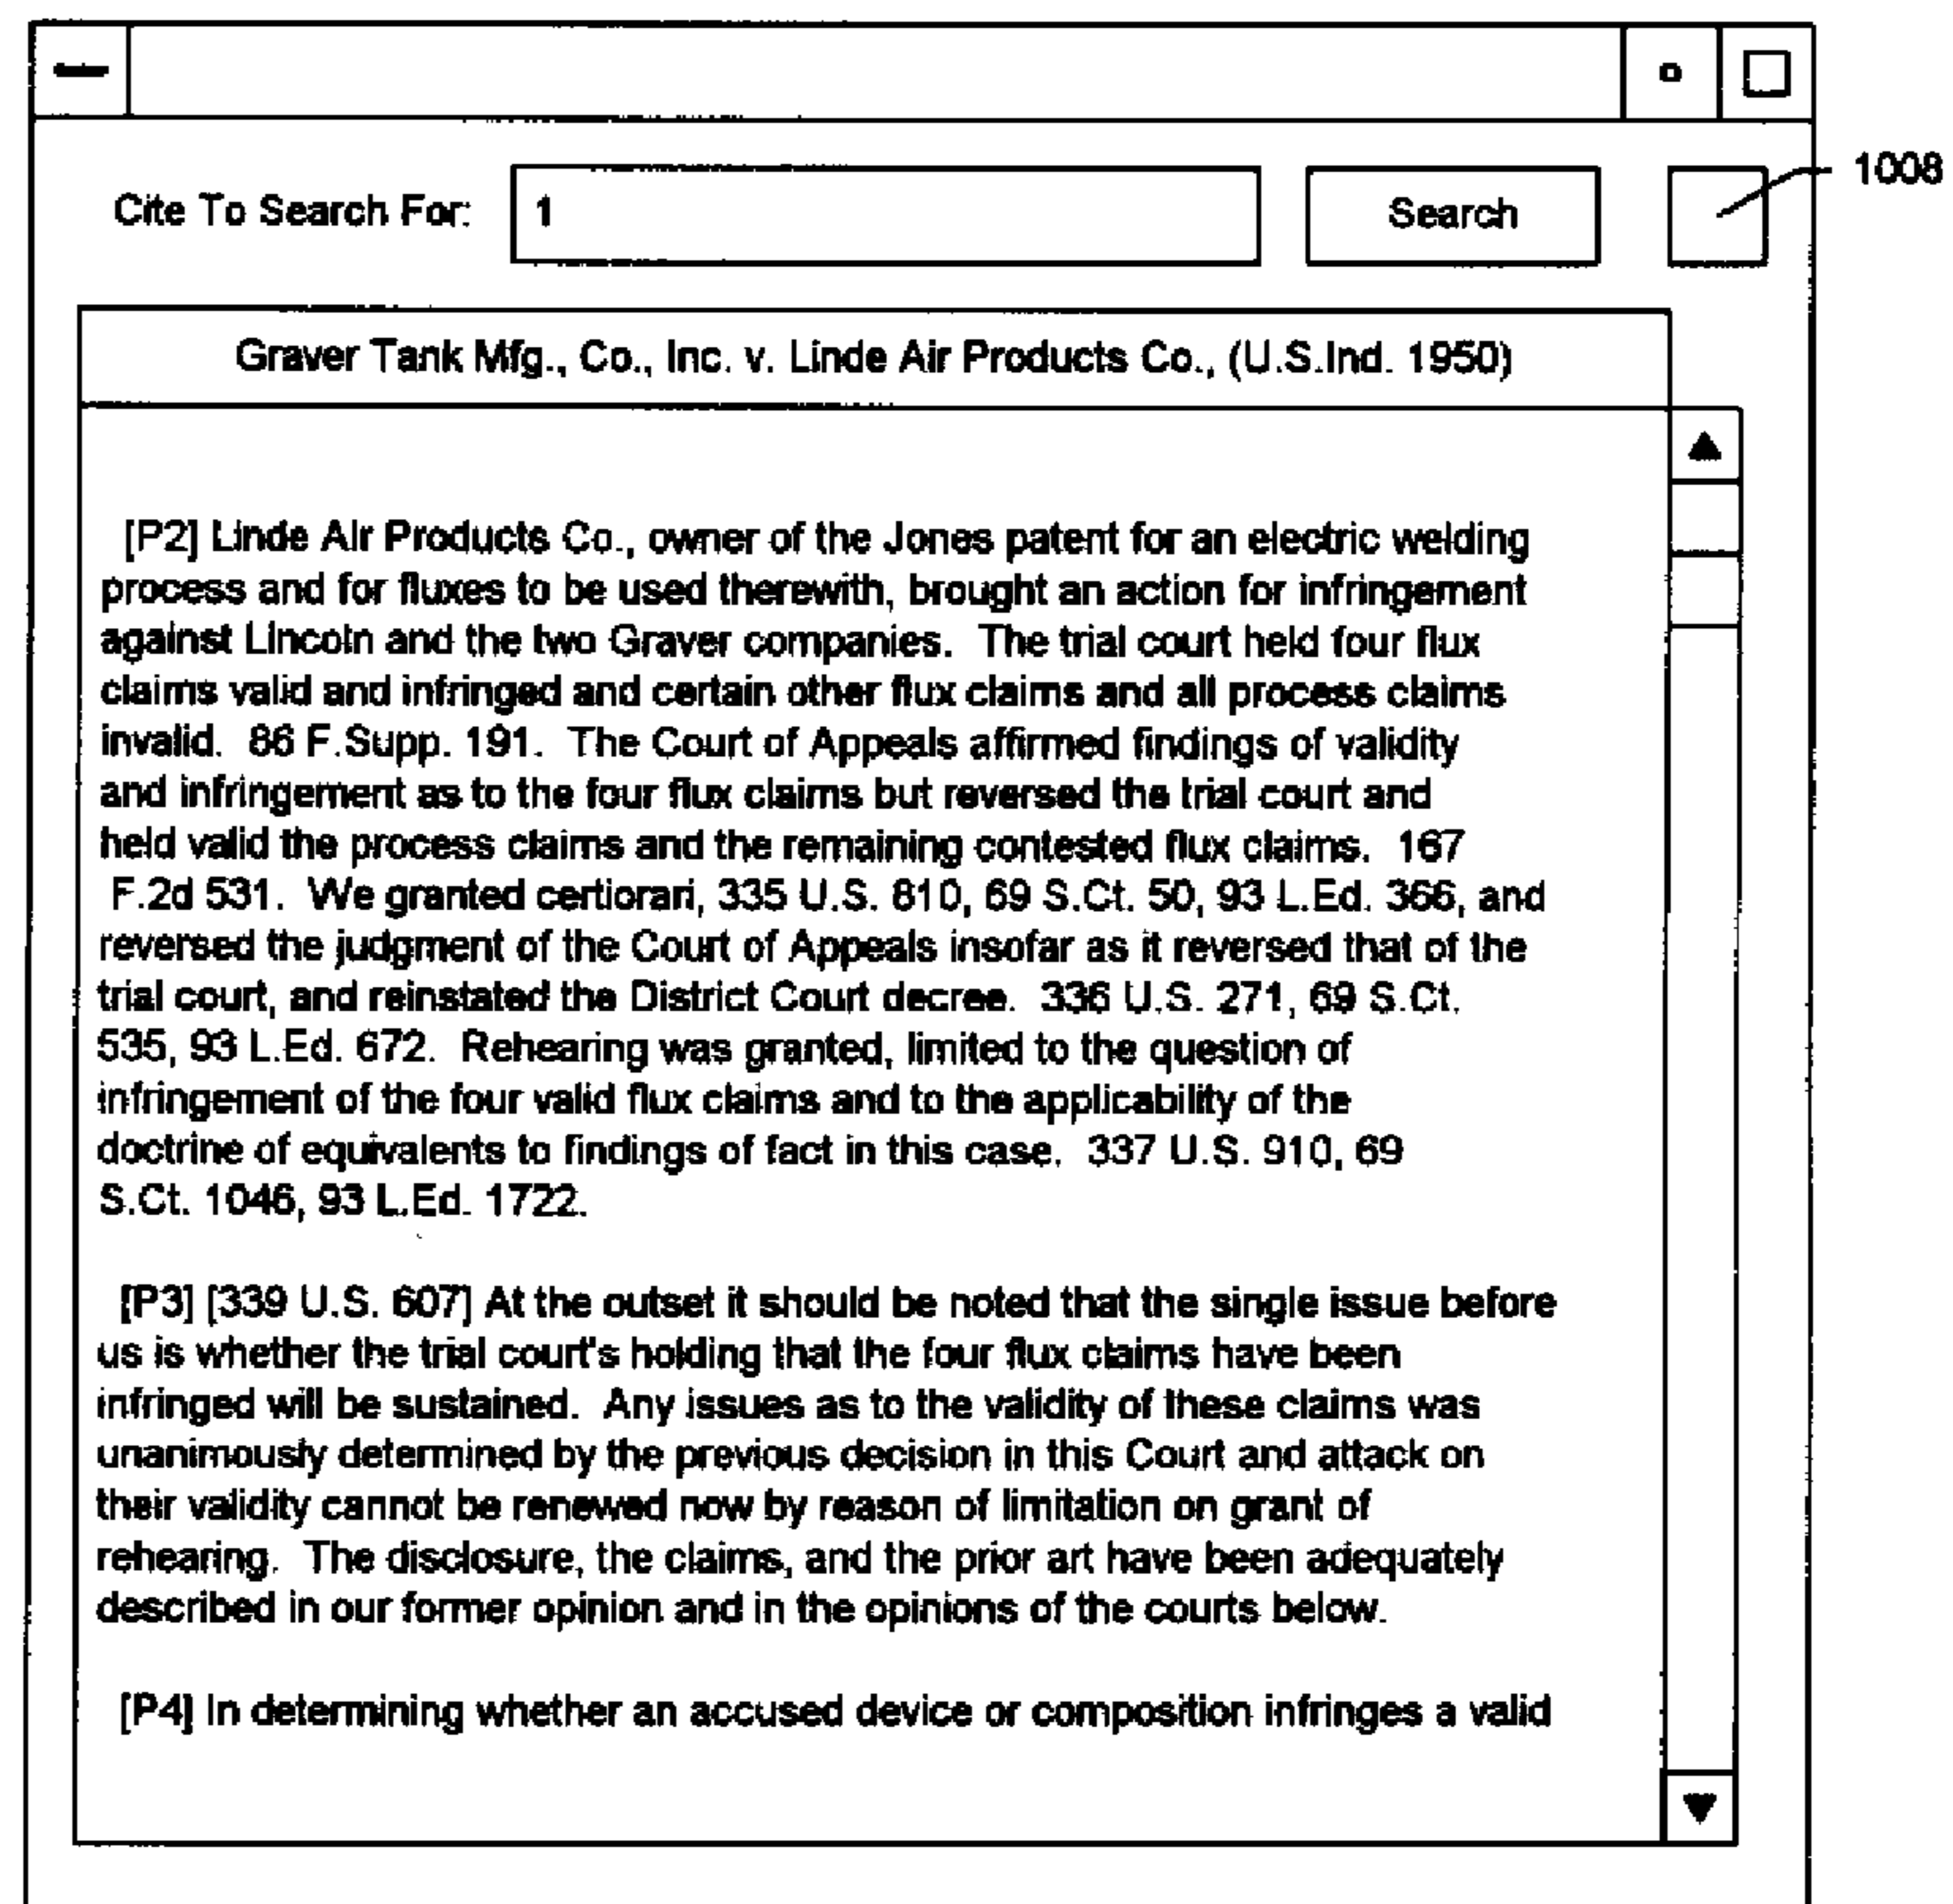 Cite To Search For: 1 Search 1008
Graver Tank Mfg., Co., Inc. v. Linde Air Products Co., (U.S.Ind. 1950)
[P2] Linde Air Products Co., owner of the Jones patent for an electric welding
process and for fluxes to be used therewith, brought an action for infringement
against Lincoln and the two Graver companies. The trial court held four flux
claims valid and infringed and certain other flux claims and all process claims
invalid. 86 F.Supp. 191. The Court of Appeals affirmed findings of validity
and infringement as to the four flux claims but reversed the trial court and
held valid the process claims and the remaining contested flux claims. 167
F.2d 531. We granted certiorari, 335 U.S. 810, 69 S.Ct. 50, 93 L.Ed. 366, and
reversed the judgment of the Court of Appeals insofar as it reversed that of the
trial court, and reinstated the District Court decree. 336 U.S. 271, 69 S.Ct.
535, 93 L.Ed. 672. Rehearing was granted, limited to the question of
infringement of the four valid flux claims and to the applicability of the
doctrine of equivalents to findings of fact in this case. 337 U.S. 910, 69
S.Ct. 1046, 93 L.Ed. 1722.
[P3] [339 U.S. 607] At the outset it should be noted that the single issue before
us is whether the trial court's holding that the four flux claims have been
infringed will be sustained. Any issues as to the validity of these claims was
unanimously determined by the previous decision in this Court and attack on
their validity cannot be renewed now by reason of limitation on grant of
rehearing. The disclosure, the claims, and the prior art have been adequately
described in our former opinion and in the opinions of the courts below.
[P4] In determining whether an accused device or composition infringes a valid